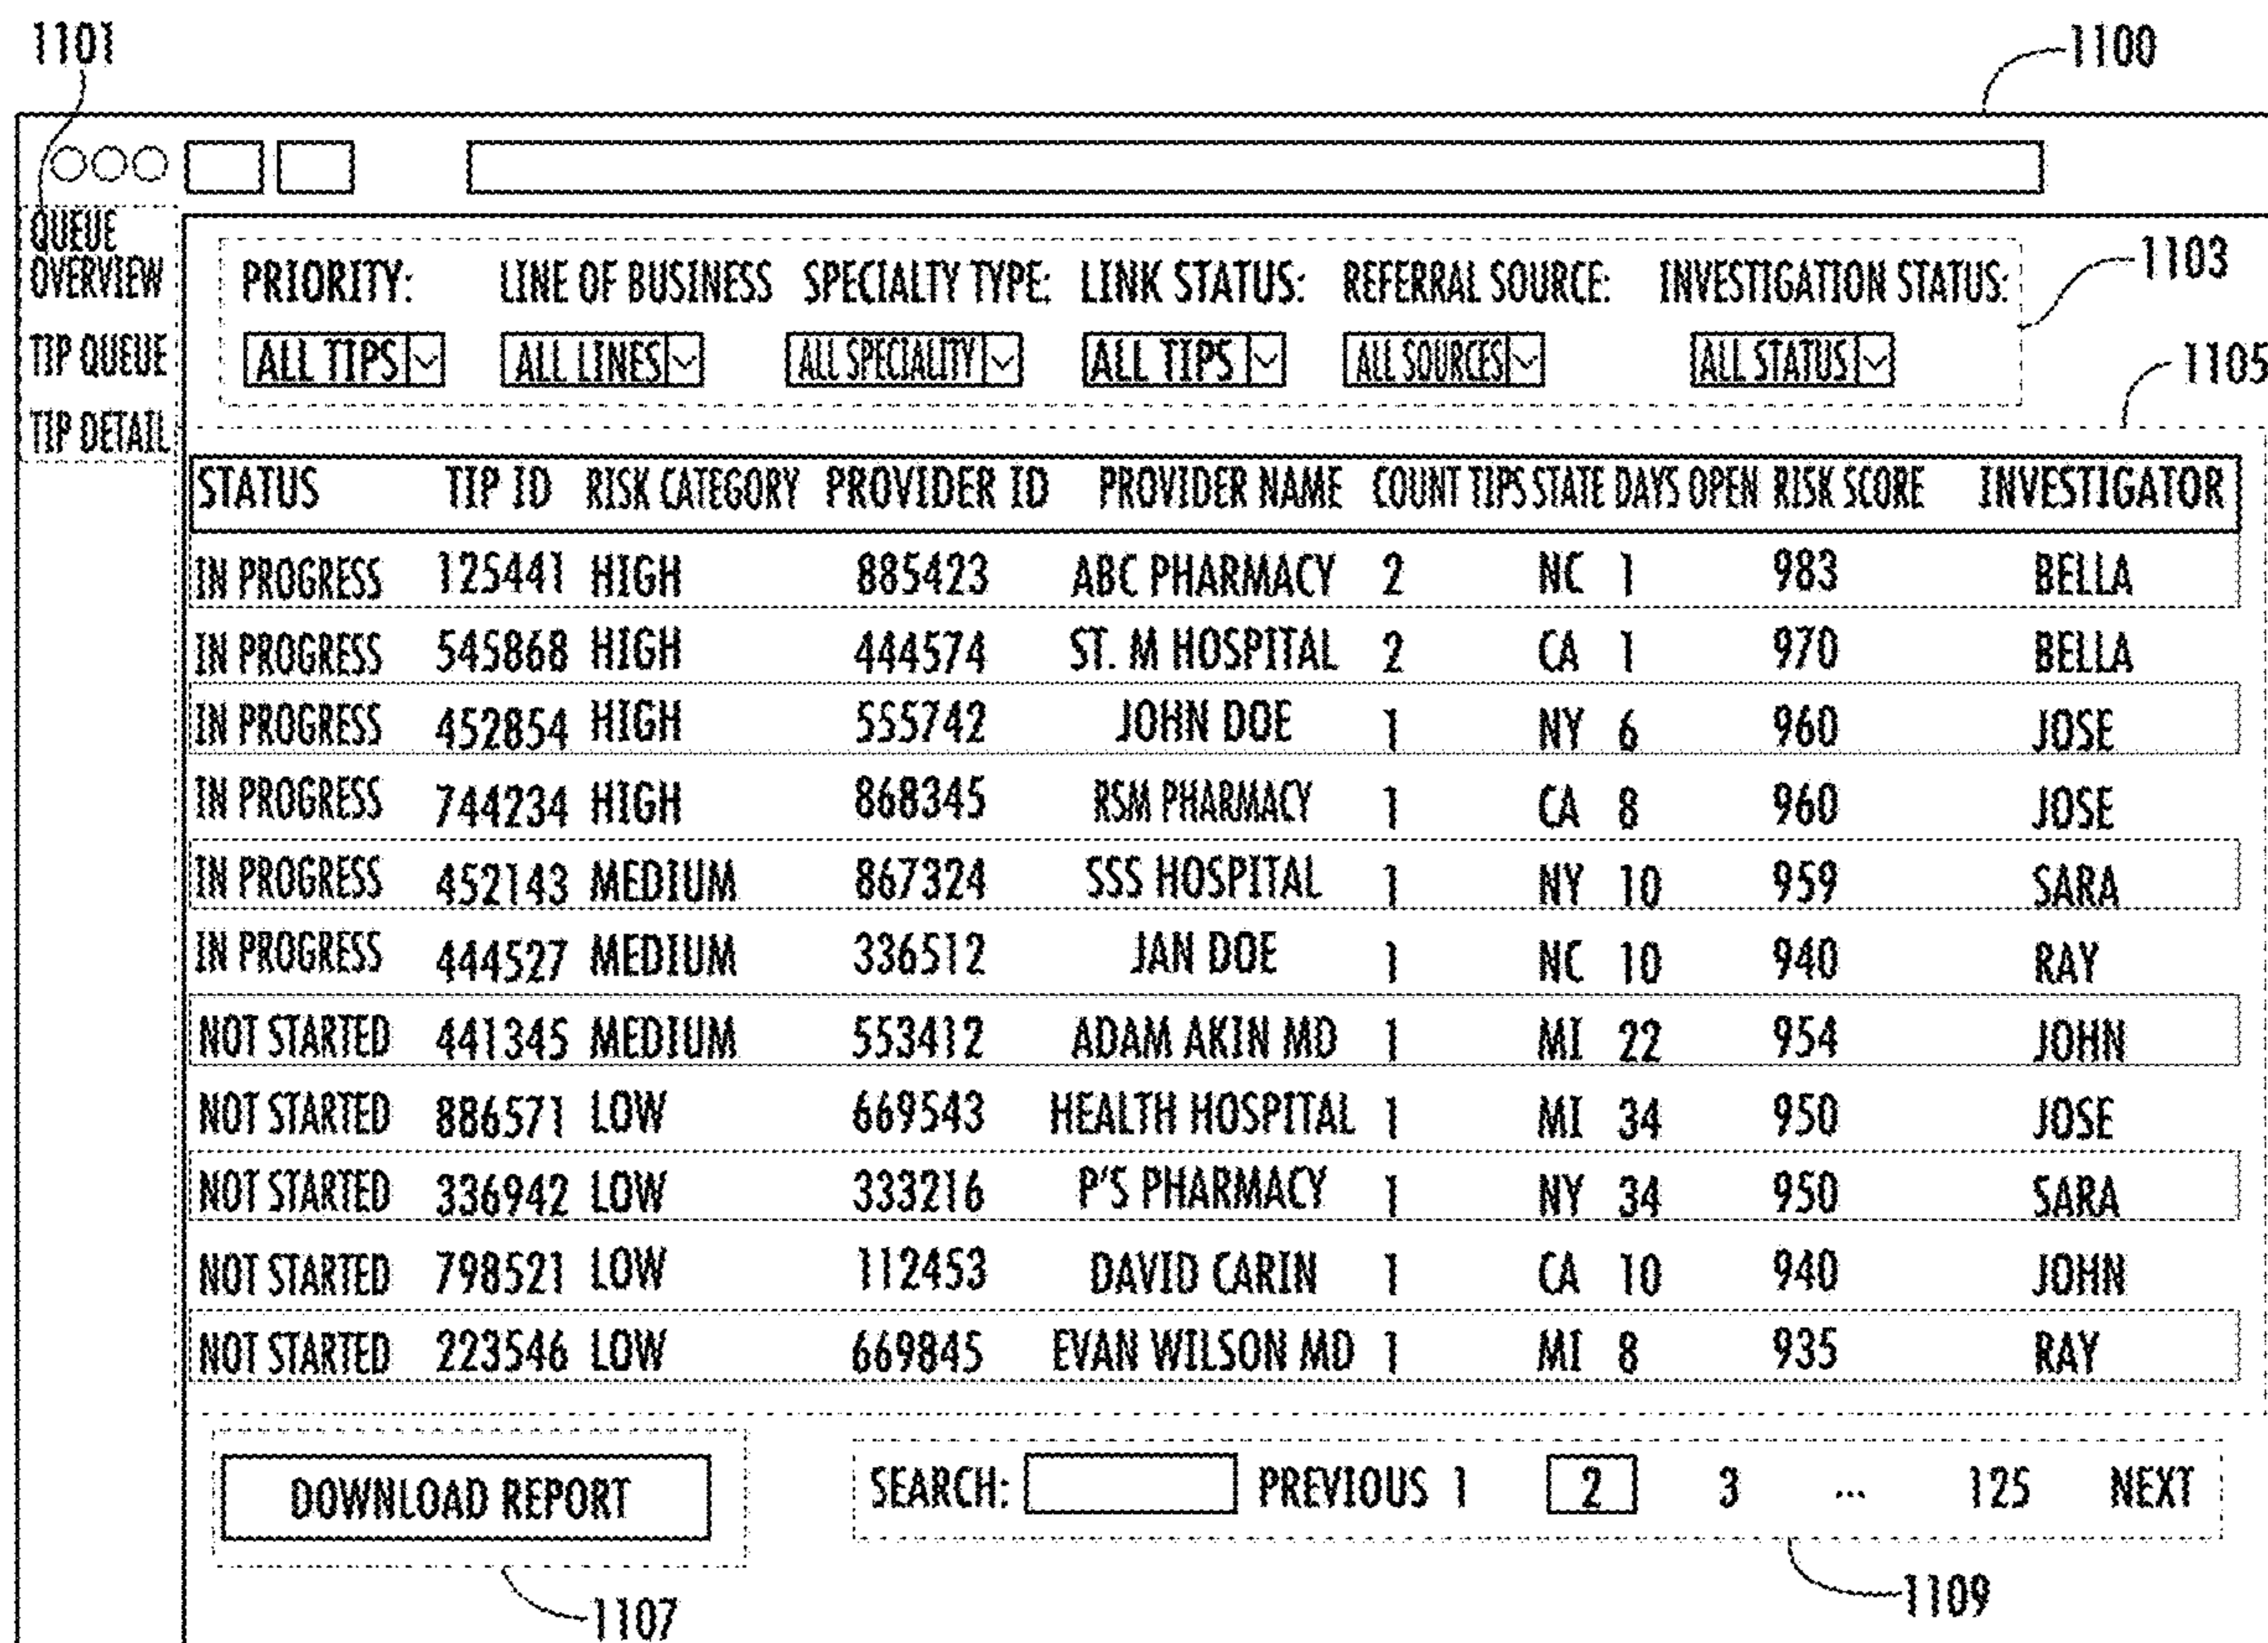 1101
1100
QUEUE
OVERVIEW
TIP QUEUE
TIP DETAIL
PRIORITY: LINE OF BUSINESS SPECIALTY TYPE: LINK STATUS: REFERRAL SOURCE: INVESTIGATION STATUS:
1103
ALL TIPS ALL LINES ALL SPECIALITY ALL TIPS ALL SOURCES ALL STATUS
1105
STATUS TIP ID RISK CATEGORY PROVIDER ID PROVIDER NAME COUNT TIPS STATE DAYS OPEN RISK SCORE INVESTIGATOR
IN PROGRESS 125441 HIGH 885423 ABC PHARMACY 2 NC 1 983 BELLA
IN PROGRESS 545868 HIGH 444574 ST. M HOSPITAL 2 CA 1 970 BELLA
IN PROGRESS 452854 HIGH 555742 JOHN DOE 1 NY 6 960 JOSE
IN PROGRESS 744234 HIGH 868345 RSM PHARMACY 1 CA 8 960 JOSE
IN PROGRESS 452143 MEDIUM 867324 SSS HOSPITAL 1 NY 10 959 SARA
IN PROGRESS 444527 MEDIUM 336512 JAN DOE 1 NC 10 940 RAY
NOT STARTED 441345 MEDIUM 553412 ADAM AKIN MD 1 MI 22 954 JOHN
NOT STARTED 886571 LOW 669543 HEALTH HOSPITAL 1 MI 34 950 JOSE
NOT STARTED 336942 LOW 333216 P'S PHARMACY 1 NY 34 950 SARA
NOT STARTED 798521 LOW 112453 DAVID CARIN 1 CA 10 940 JOHN
NOT STARTED 223546 LOW 669845 EVAN WILSON MD 1 MI 8 935 RAY
DOWNLOAD REPORT
SEARCH: PREVIOUS 1 2 3 ... 125 NEXT
1107
1109